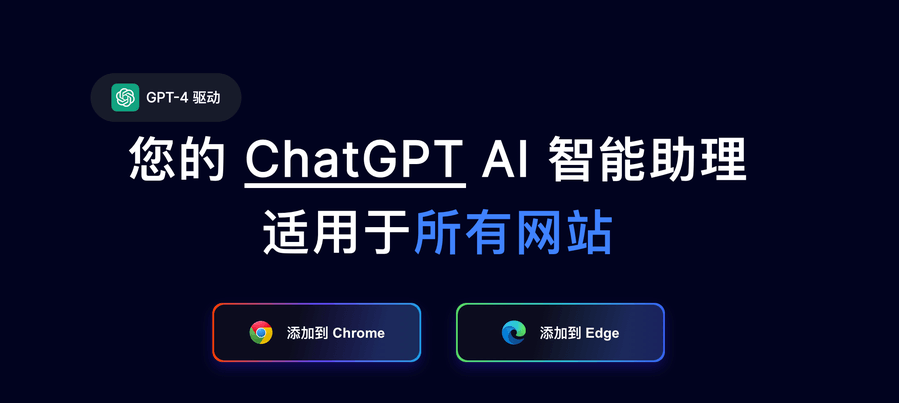 GPT-4 驱动
您的 ChatGPT AI 智能助理
适用于所有网站
添加到 Chrome
添加到 Edge